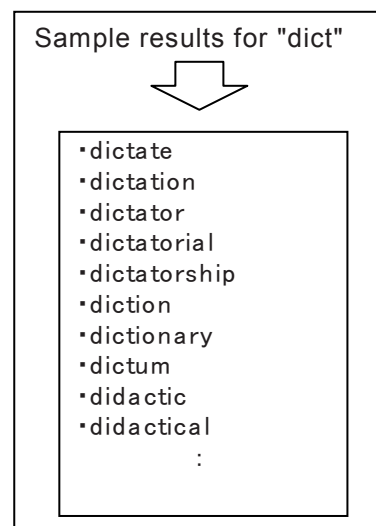 Sample results for "dict"
・dictate
・dictation
・dictator
・dictatorial
・dictatorship
・diction
・dictionary
・dictum
・didactic
・didactical
: